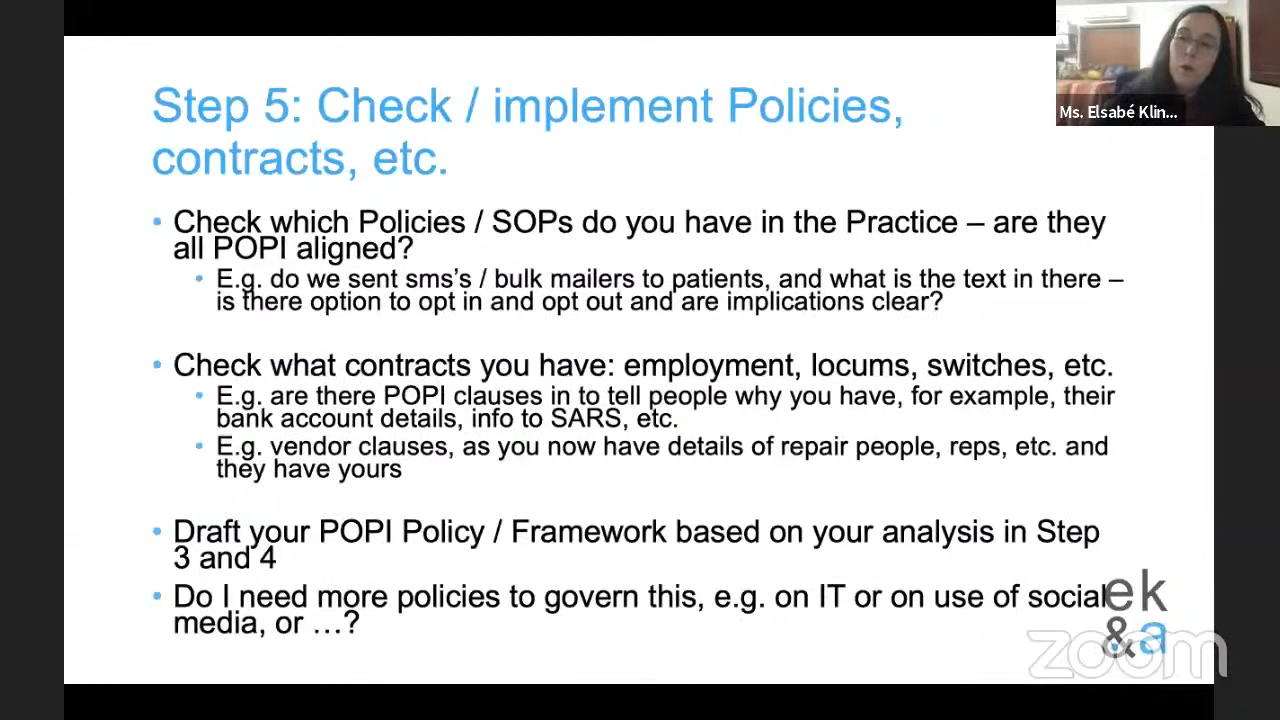 Step 5: Check / implement Policies,
contracts, etc.
Ms. Elsabé Klin...
• Check which Policies / SOPs do you have in the Practice – are they
all POPI aligned?
• E.g. do we sent sms's / bulk mailers to patients, and what is the text in there –
is there option to opt in and opt out and are implications clear?
• Check what contracts you have: employment, locums, switches, etc.
• E.g. are there POPI clauses in to tell people why you have, for example, their
bank account details, info to SARS, etc.
• E.g. vendor clauses, as you now have details of repair people, reps, etc. and
they have yours
• Draft your POPI Policy / Framework based on your analysis in Step
3 and 4
• Do I need more policies to govern this, e.g. on IT or on use of social
media, or …?
ek
&a
zoom